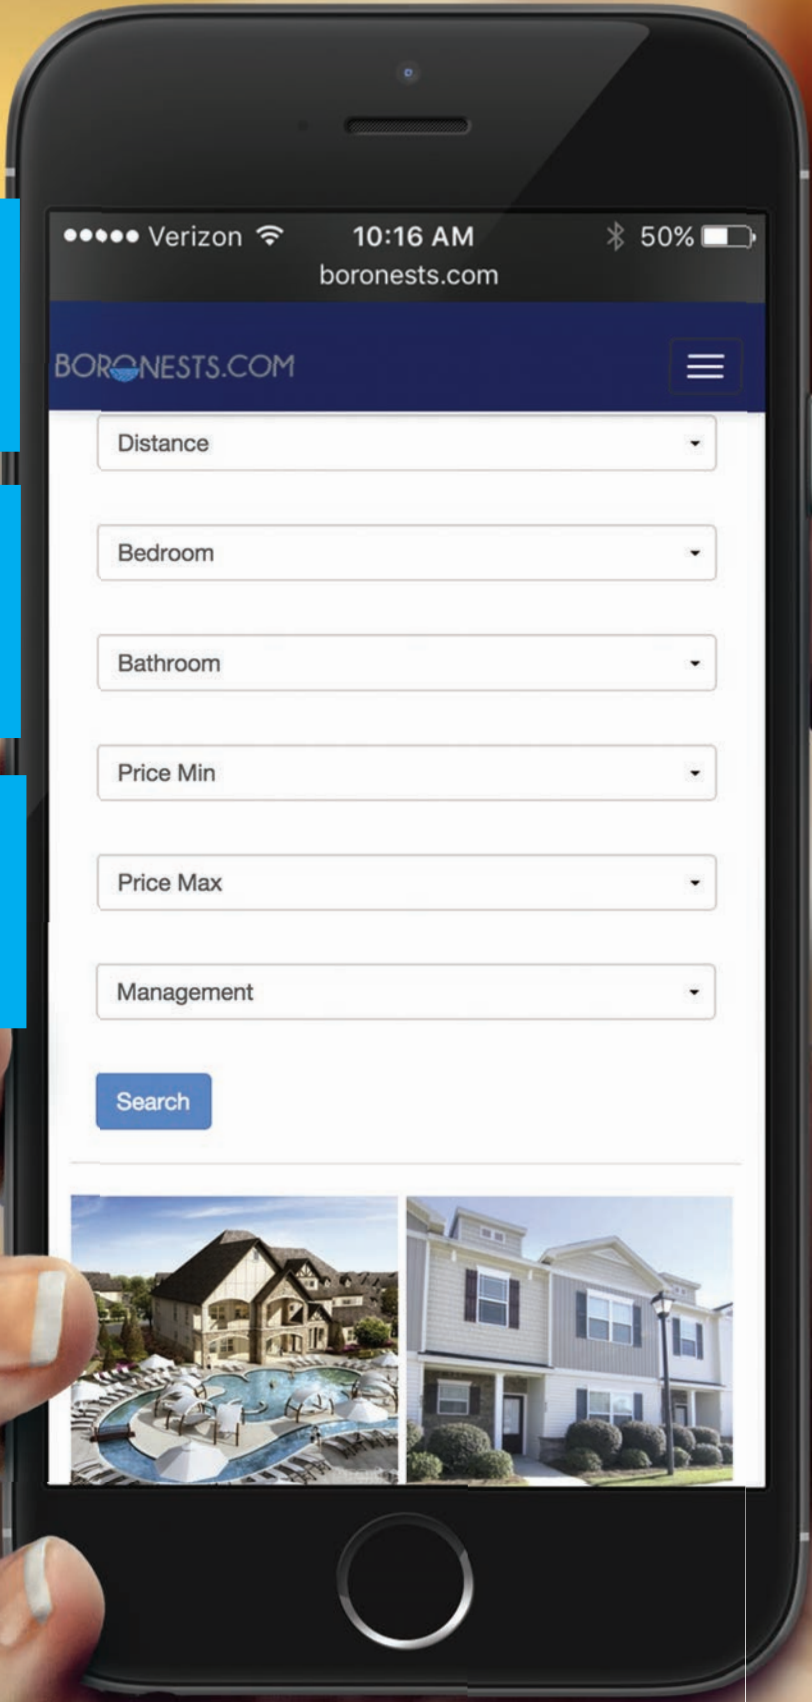 Verizon 10:16 AM 50%
boronests.com
BORONESTS.COM
Distance
Bedroom
Bathroom
Price Min
Price Max
Management
Search